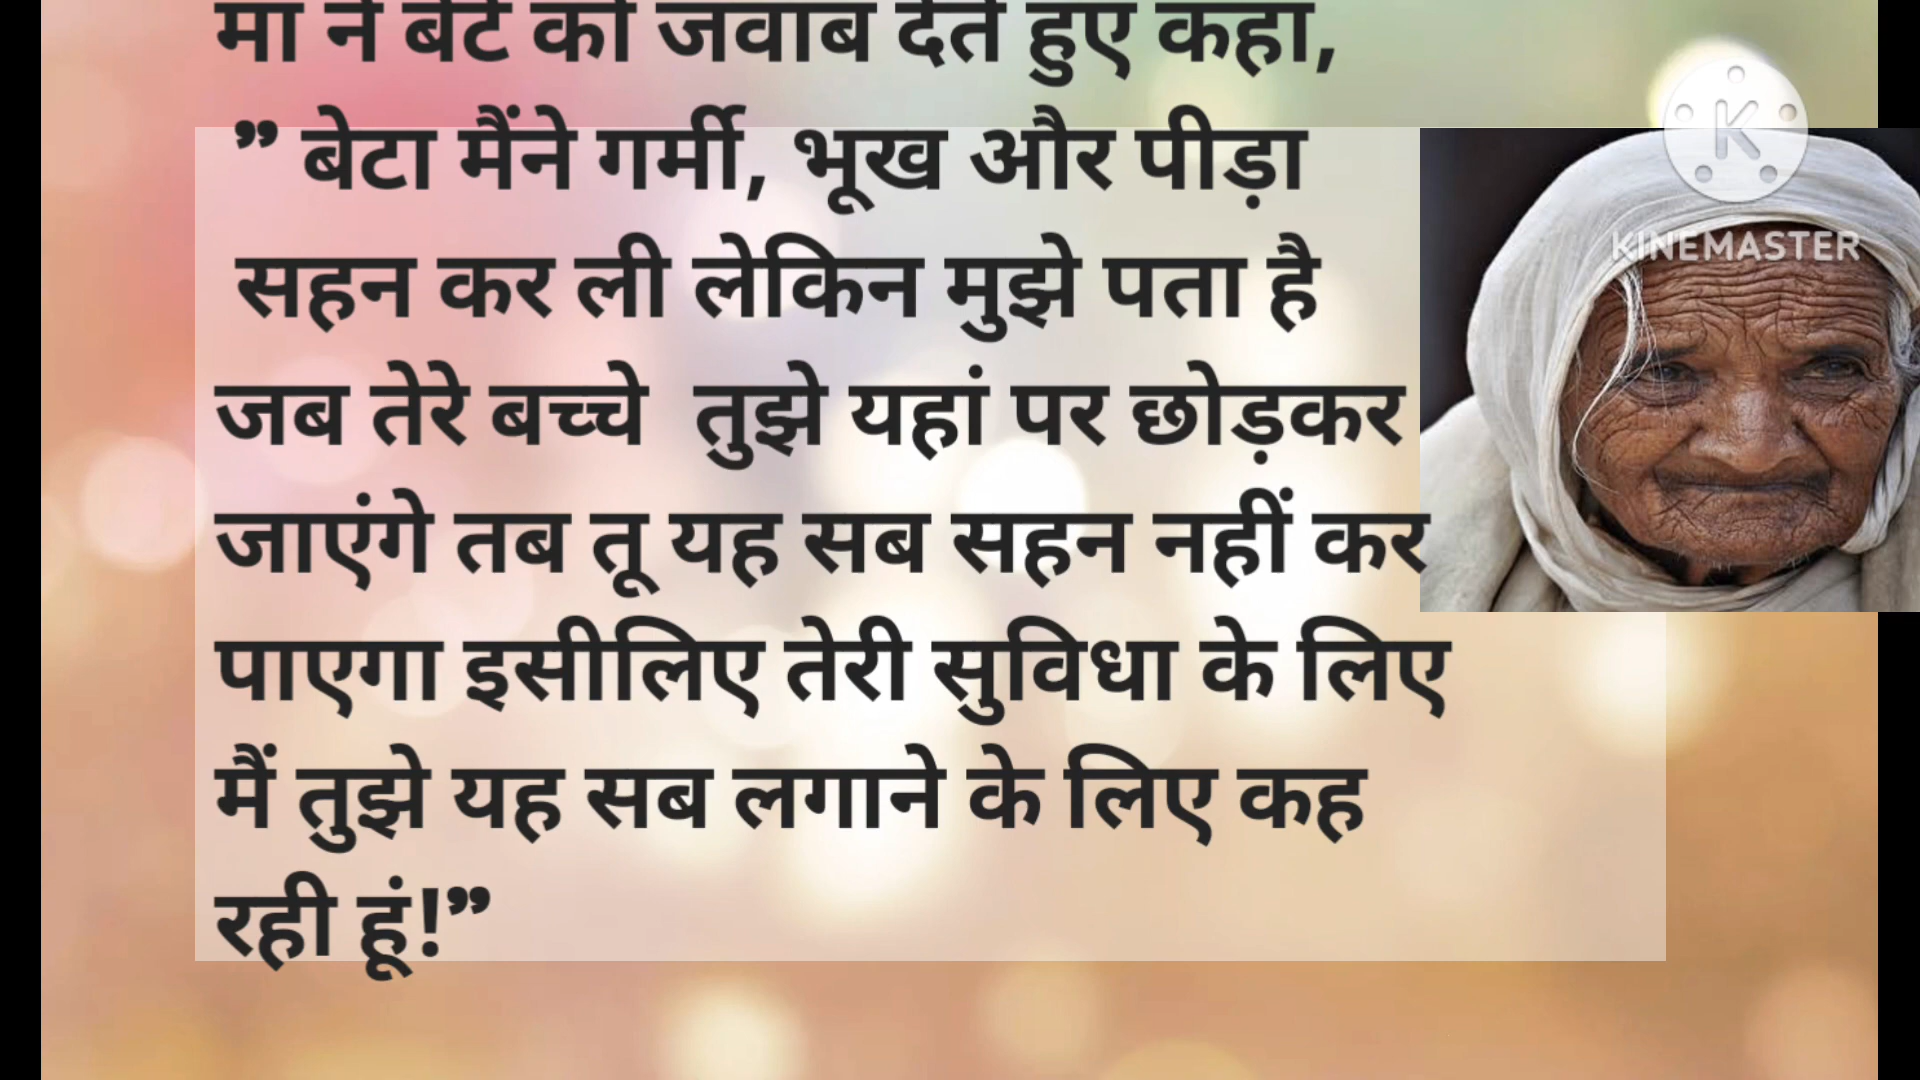 मां ने बेटे को जवाब देते हुए कहा,
” बेटा मैंने गर्मी, भूख और पीड़ा
सहन कर ली लेकिन मुझे पता है
जब तेरे बच्चे तुझे यहां पर छोड़कर
जाएंगे तब तू यह सब सहन नहीं कर
पाएगा इसीलिए तेरी सुविधा के लिए
मैं तुझे यह सब लगाने के लिए कह
रही हूं!”
K
KINEMASTER